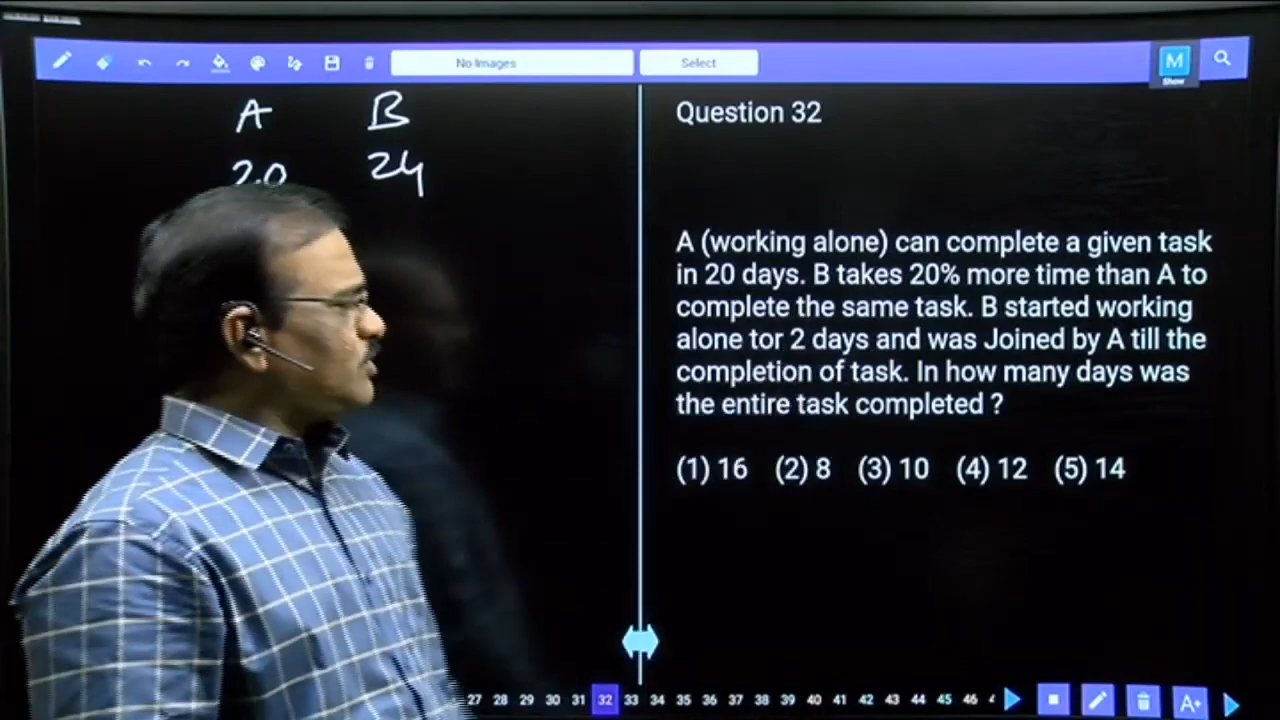 No Images
Select
M
Show
A B
20 24
Question 32
A (working alone) can complete a given task
in 20 days. B takes 20% more time than A to
complete the same task. B started working
alone tor 2 days and was Joined by A till the
completion of task. In how many days was
the entire task completed ?
(1) 16 (2) 8 (3) 10 (4) 12 (5) 14
27 28 29 30 31 32 33 34 35 36 37 38 39 40 41 42 43 44 45 46
A+